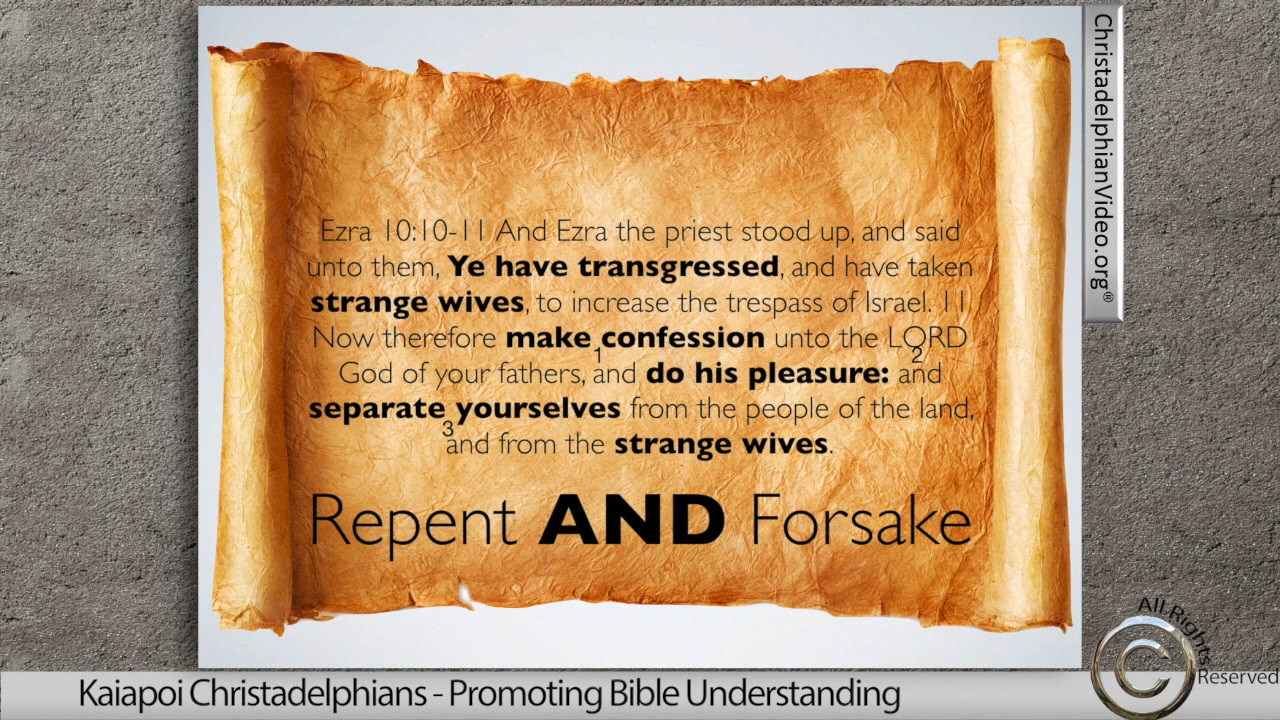 Ezra 10:10-11 And Ezra the priest stood up, and said
unto them, Ye have transgressed, and have taken
strange wives, to increase the trespass of Israel. 11
Now therefore make confession unto the LORD
1 2
God of your fathers, and do his pleasure: and
separate yourselves from the people of the land,
3
and from the strange wives.
Repent AND Forsake
ChristadelphianVideo.org®
All Rights
C
Reserved
Kaiapoi Christadelphians - Promoting Bible Understanding